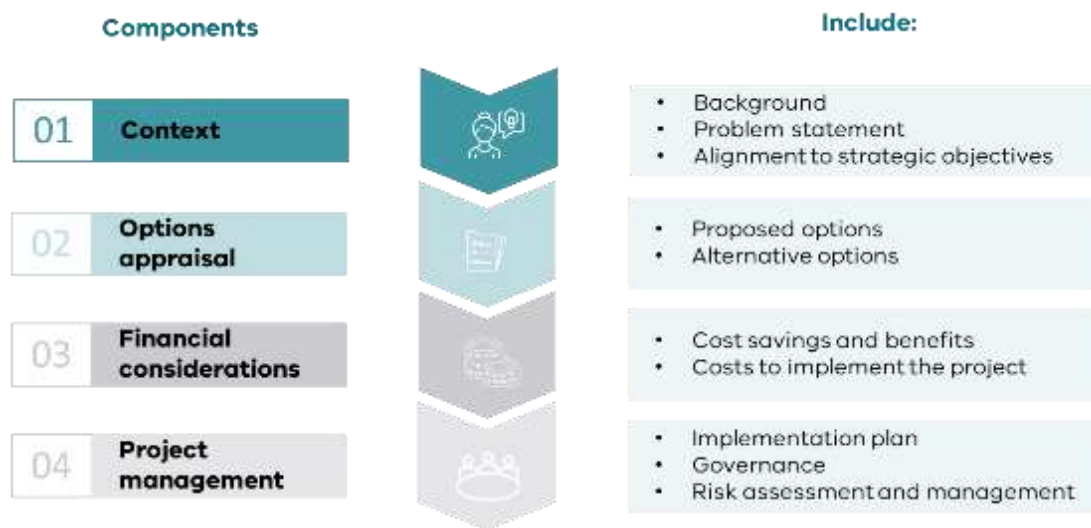 Components
Include:
01
Context
• Background
• Problem statement
• Alignment to strategic objectives
02
Options
appraisal
• Proposed options
• Alternative options
03
Financial
considerations
• Cost savings and benefits
• Costs to implement the project
04
Project
management
• Implementation plan
• Governance
• Risk assessment and management